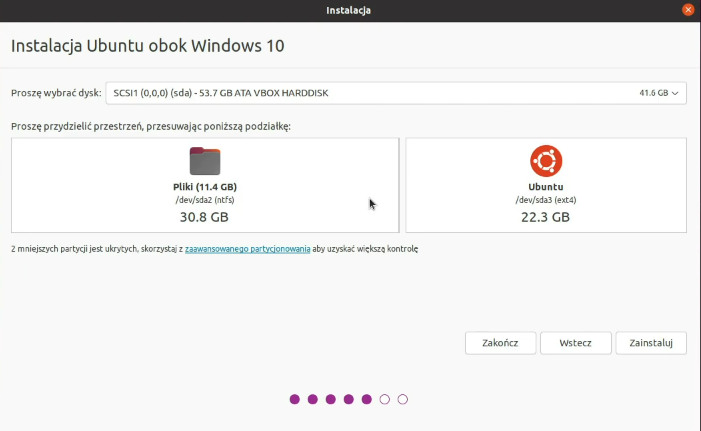 Instalacja
Instalacja Ubuntu obok Windows 10
Proszę wybrać dysk: SCSI1 (0,0,0) (sda) - 53.7 GB ATA VBOX HARDDISK 41.6 GB
Proszę przydzielić przestrzeń, przesuwając poniższą podziałkę:
Pliki (11.4 GB)
/dev/sda2 (ntfs)
30.8 GB
Ubuntu
/dev/sda3 (ext4)
22.3 GB
2 mniejszych partycji jest ukrytych, skorzystaj z zaawansowanego partycjonowania aby uzyskać większą kontrolę
Zakończ Wstecz Zainstaluj